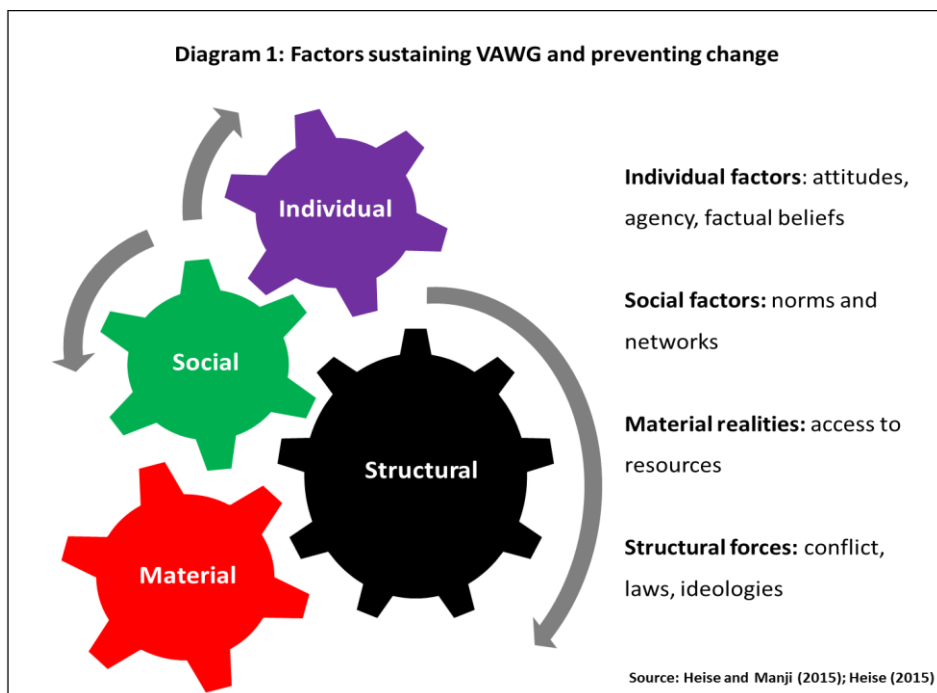 Diagram 1: Factors sustaining VAWG and preventing change
Individual
Social
Structural
Material
Individual factors: attitudes,
agency, factual beliefs
Social factors: norms and
networks
Material realities: access to
resources
Structural forces: conflict,
laws, ideologies
Source: Heise and Manji (2015); Heise (2015)